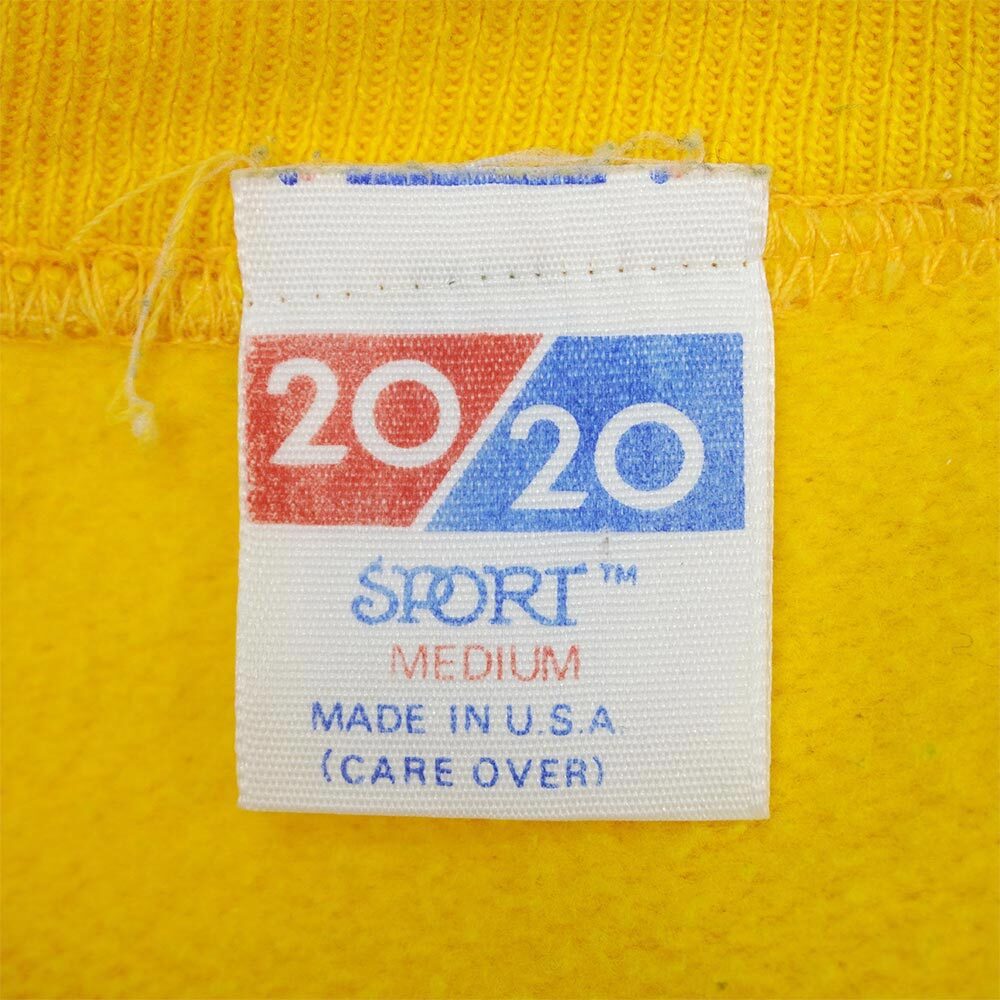 20/20
SPORT™
MEDIUM
MADE IN U.S.A.
(CARE OVER)